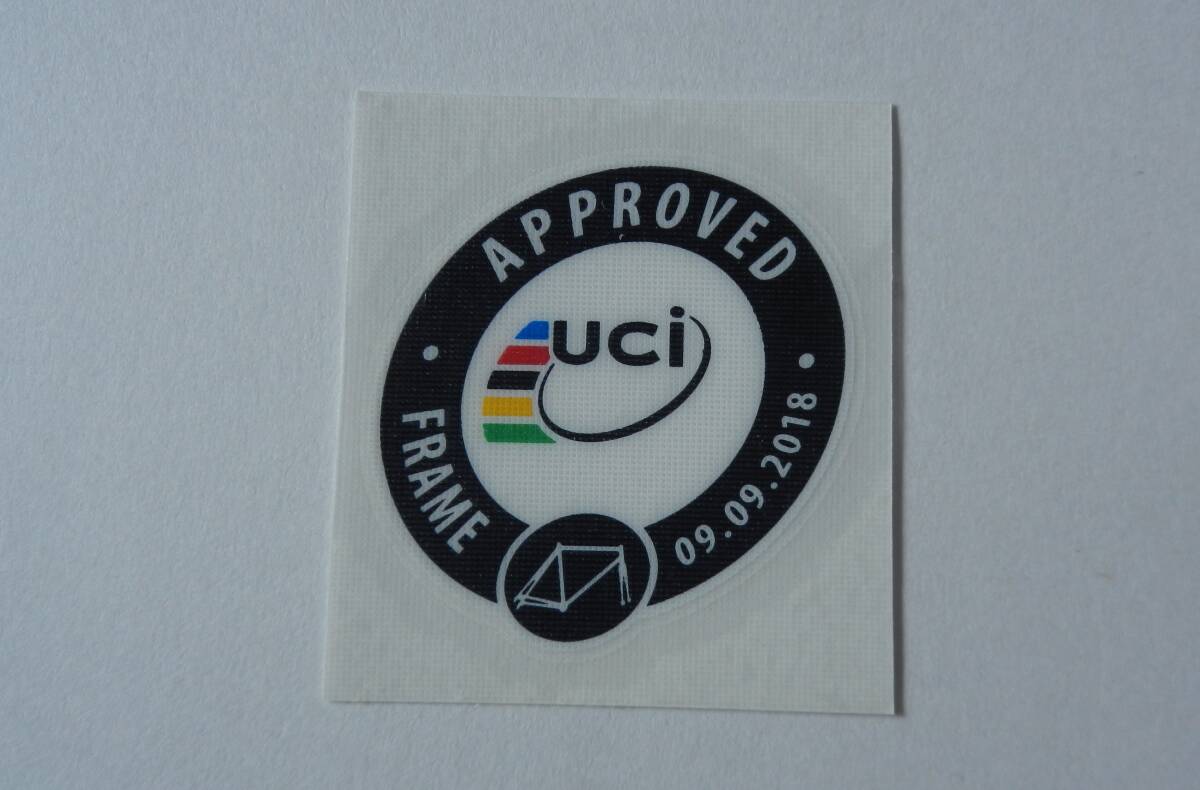 APPROVED
uci
FRAME
09.09.2018